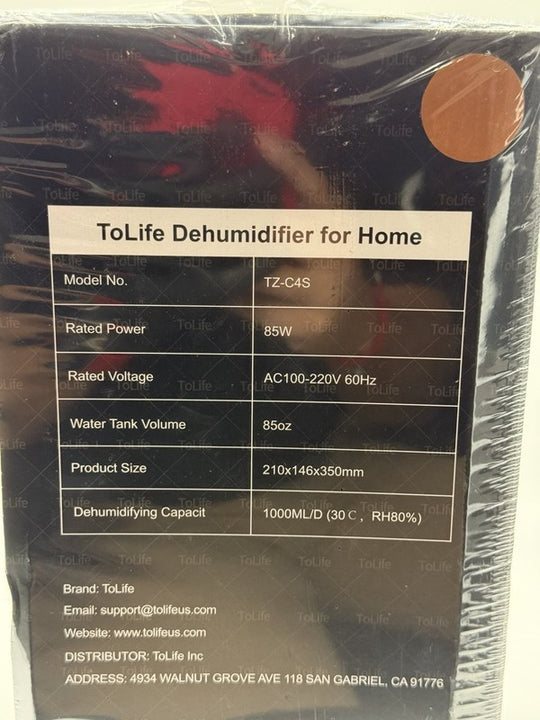 ToLife Dehumidifier for Home
Model No. TZ-C4S
Rated Power 85W
Rated Voltage AC100-220V 60Hz
Water Tank Volume 85oz
Product Size 210x146x350mm
Dehumidifying Capacit 1000ML/D (30℃, RH80%)
Brand: ToLife
Email: support@tolifeus.com
Website: www.tolifeus.com
DISTRIBUTOR: ToLife Inc
ADDRESS: 4934 WALNUT GROVE AVE 118 SAN GABRIEL, CA 91776